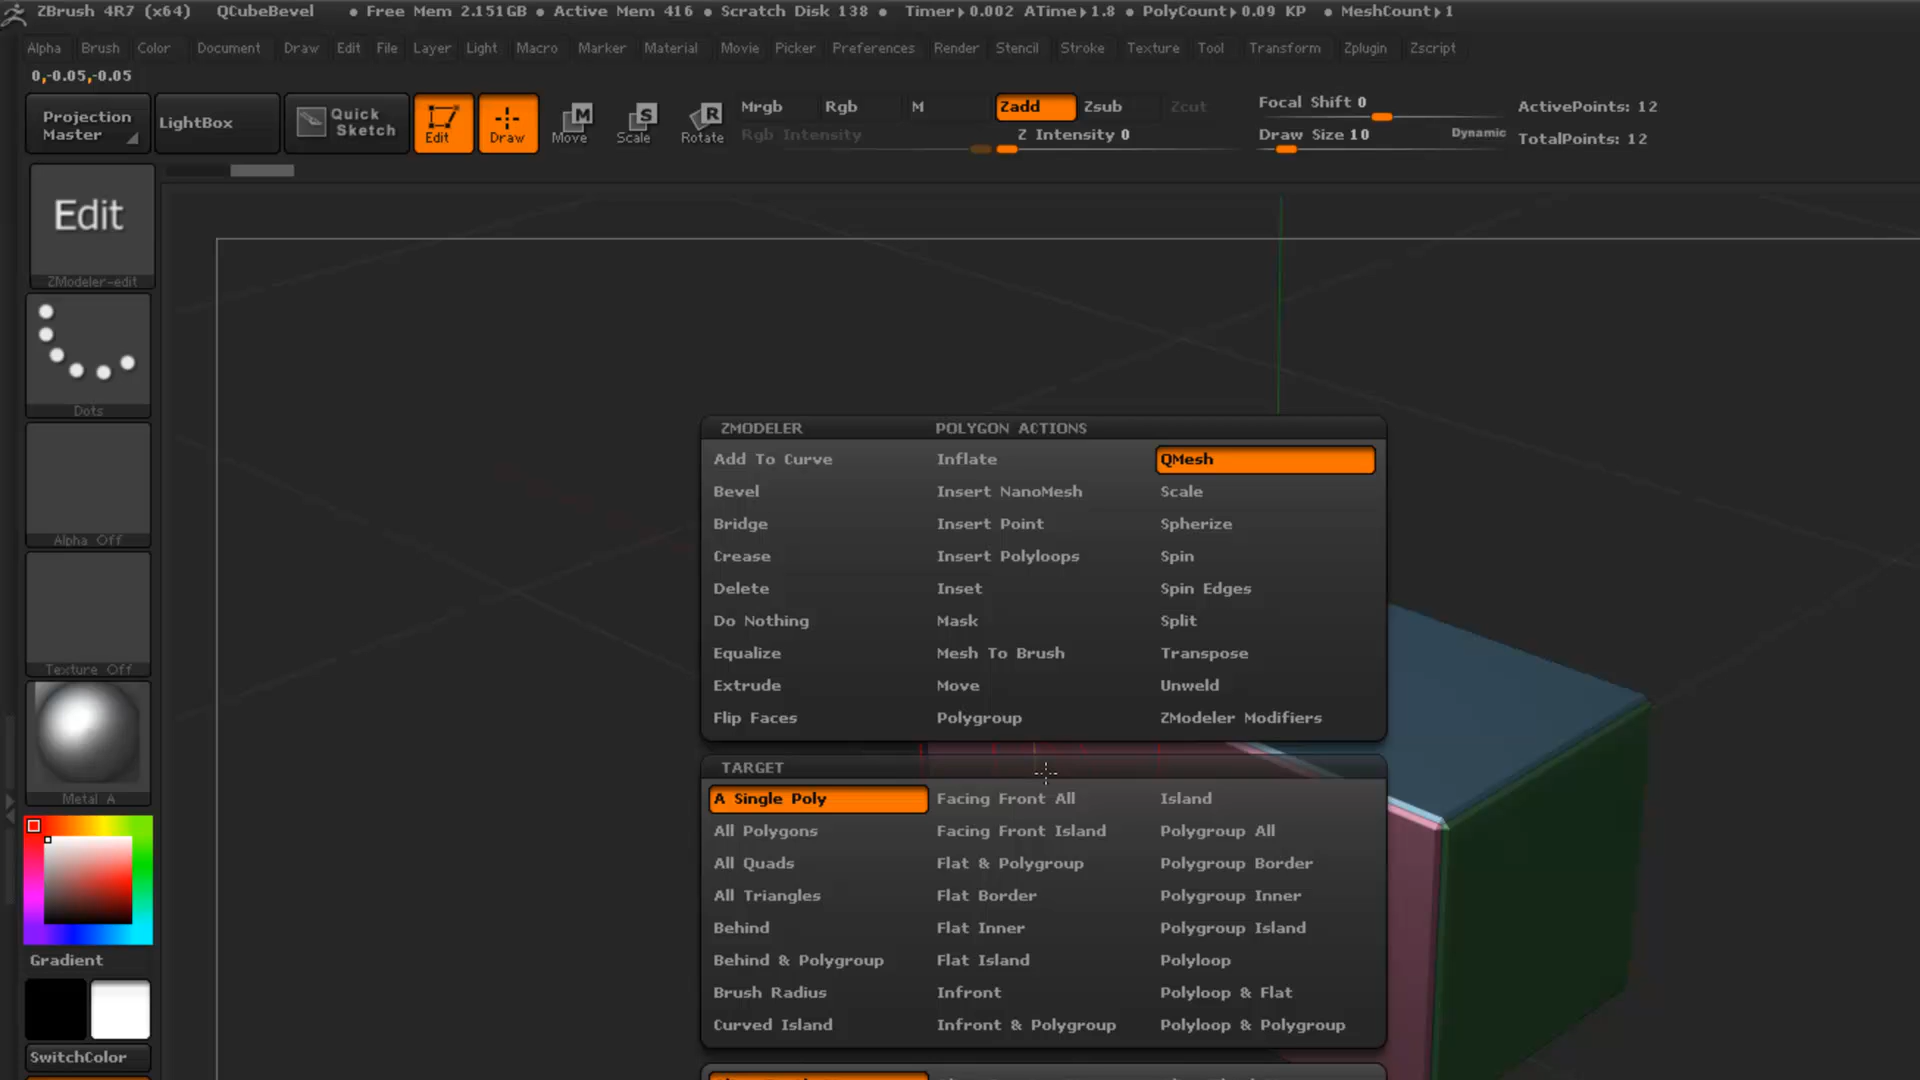 ZBrush 4R7 (x64) QCubeBevel • Free Mem 2.151GB • Active Mem 416 • Scratch Disk 138 • Timer▸0.002 ATime▸1.8 • PolyCount▸0.09 KP • MeshCount▸1
Alpha Brush Color Document Draw Edit File Layer Light Macro Marker Material Movie Picker Preferences Render Stencil Stroke Texture Tool Transform Zplugin Zscript
0,-0.05,-0.05
Projection Master
LightBox
Quick Sketch
Edit
Draw
Move
Scale
Rotate
Mrgb Rgb M
Rgb Intensity
Zadd Zsub Zcut
Z Intensity 0
Focal Shift 0
Draw Size 10 Dynamic
ActivePoints: 12
TotalPoints: 12
Edit
ZModeler-edit
Dots
Alpha Off
Texture Off
Metal A
Gradient
SwitchColor
ZMODELER POLYGON ACTIONS
Add To Curve Inflate QMesh
Bevel Insert NanoMesh Scale
Bridge Insert Point Spherize
Crease Insert Polyloops Spin
Delete Inset Spin Edges
Do Nothing Mask Split
Equalize Mesh To Brush Transpose
Extrude Move Unweld
Flip Faces Polygroup ZModeler Modifiers
TARGET
A Single Poly Facing Front All Island
All Polygons Facing Front Island Polygroup All
All Quads Flat & Polygroup Polygroup Border
All Triangles Flat Border Polygroup Inner
Behind Flat Inner Polygroup Island
Behind & Polygroup Flat Island Polyloop
Brush Radius Infront Polyloop & Flat
Curved Island Infront & Polygroup Polyloop & Polygroup